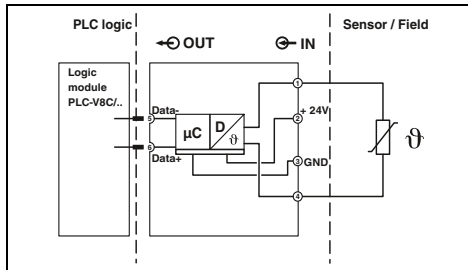 PLC logic
OUT
IN
Sensor / Field
Logic
module
PLC-V8C/..
Data-
Data+
µC
D
ϑ
1
+ 24V
2
3
GND
4
5
6
ϑ